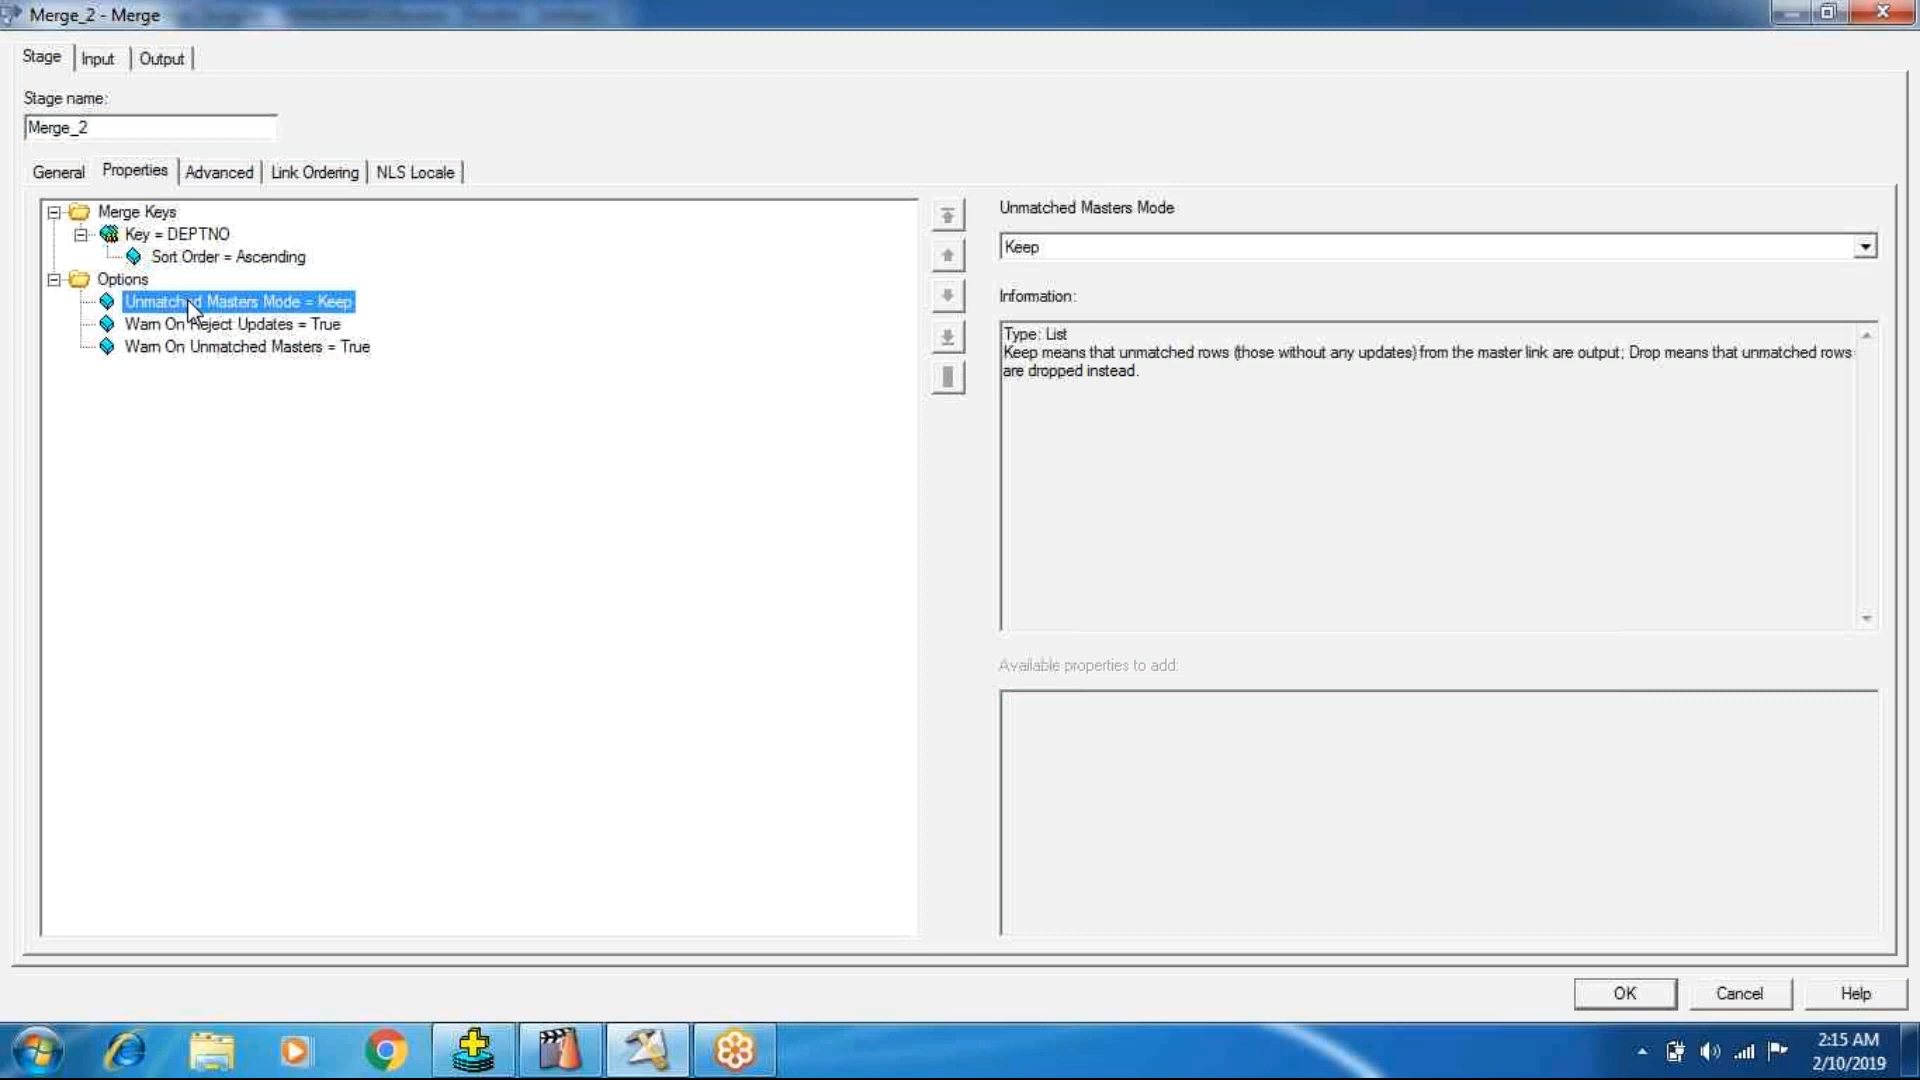 Merge_2 - Merge
Stage
Input
Output
Stage name:
Merge_2
General
Properties
Advanced
Link Ordering
NLS Locale
Merge Keys
Key = DEPTNO
Sort Order = Ascending
Options
Unmatched Masters Mode = Keep
Warn On Reject Updates = True
Warn On Unmatched Masters = True
Unmatched Masters Mode
Keep
Information:
Type: List
Keep means that unmatched rows (those without any updates) from the master link are output; Drop means that unmatched rows
are dropped instead.
Available properties to add:
OK
Cancel
Help
2:15 AM
2/10/2019